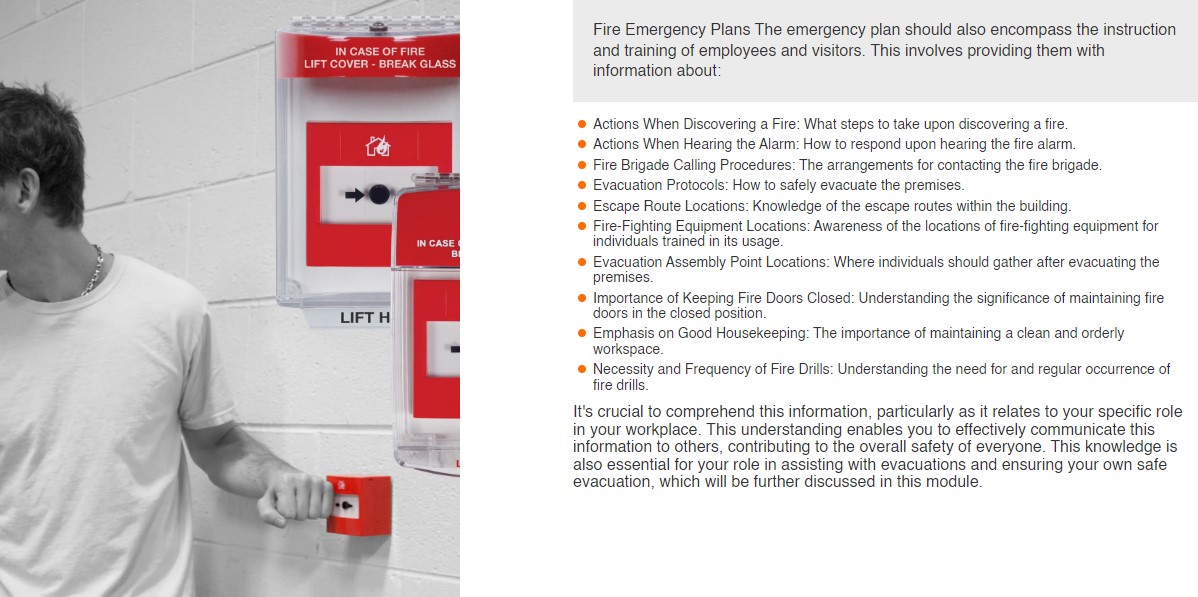 IN CASE OF FIRE
LIFT COVER - BREAK GLASS
IN CASE
LIFT H
Fire Emergency Plans The emergency plan should also encompass the instruction
and training of employees and visitors. This involves providing them with
information about:
Actions When Discovering a Fire: What steps to take upon discovering a fire.
Actions When Hearing the Alarm: How to respond upon hearing the fire alarm.
Fire Brigade Calling Procedures: The arrangements for contacting the fire brigade.
Evacuation Protocols: How to safely evacuate the premises.
Escape Route Locations: Knowledge of the escape routes within the building.
Fire-Fighting Equipment Locations: Awareness of the locations of fire-fighting equipment for
individuals trained in its usage.
Evacuation Assembly Point Locations: Where individuals should gather after evacuating the
premises.
Importance of Keeping Fire Doors Closed: Understanding the significance of maintaining fire
doors in the closed position.
Emphasis on Good Housekeeping: The importance of maintaining a clean and orderly
workspace.
Necessity and Frequency of Fire Drills: Understanding the need for and regular occurrence of
fire drills.
It's crucial to comprehend this information, particularly as it relates to your specific role
in your workplace. This understanding enables you to effectively communicate this
information to others, contributing to the overall safety of everyone. This knowledge is
also essential for your role in assisting with evacuations and ensuring your own safe
evacuation, which will be further discussed in this module.